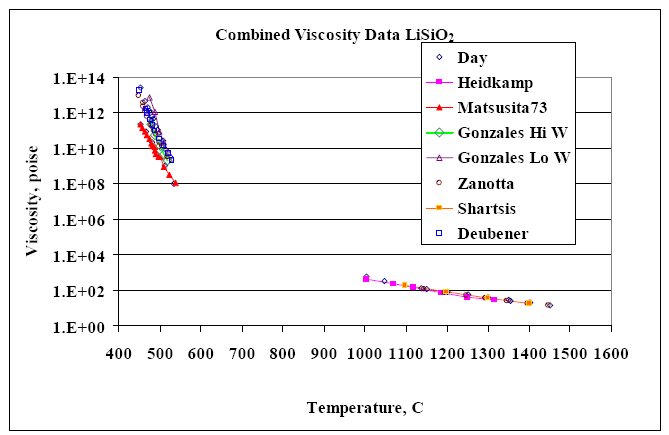 Combined Viscosity Data LiSiO2
Day
Heidkamp
Matsusita73
Gonzales Hi W
Gonzales Lo W
Zanotta
Shartsis
Deubener
1.E+14
1.E+12
1.E+10
1.E+08
1.E+06
1.E+04
1.E+02
1.E+00
Viscosity, poise
400 500 600 700 800 900 1000 1100 1200 1300 1400 1500 1600
Temperature, C